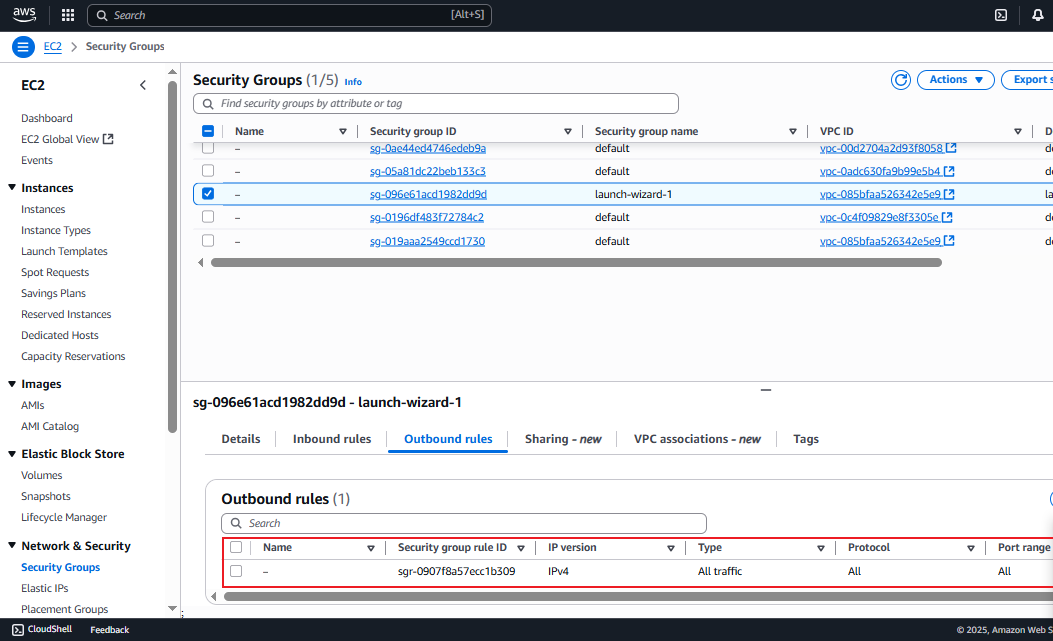 aws Search [Alt+S]
EC2 > Security Groups
EC2
Dashboard
EC2 Global View
Events
Instances
Instances
Instance Types
Launch Templates
Spot Requests
Savings Plans
Reserved Instances
Dedicated Hosts
Capacity Reservations
Images
AMIs
AMI Catalog
Elastic Block Store
Volumes
Snapshots
Lifecycle Manager
Network & Security
Security Groups
Elastic IPs
Placement Groups
Security Groups (1/5) Info Actions Export s
Find security groups by attribute or tag
Name Security group ID Security group name VPC ID D
– sg-0ae44ed4746edeb9a default vpc-00d2704a2d93f8058 de
– sg-05a81dc22beb133c3 default vpc-0adc630fa9b99e5b4 de
– sg-096e61acd1982dd9d launch-wizard-1 vpc-085bfaa526342e5e9 la
– sg-0196df483f72784c2 default vpc-0c4f09829e8f3305e de
– sg-019aaa2549ccd1730 default vpc-085bfaa526342e5e9 de
sg-096e61acd1982dd9d - launch-wizard-1
Details Inbound rules Outbound rules Sharing - new VPC associations - new Tags
Outbound rules (1)
Search
Name Security group rule ID IP version Type Protocol Port range
– sgr-0907f8a57ecc1b309 IPv4 All traffic All All
CloudShell Feedback © 2025, Amazon Web S